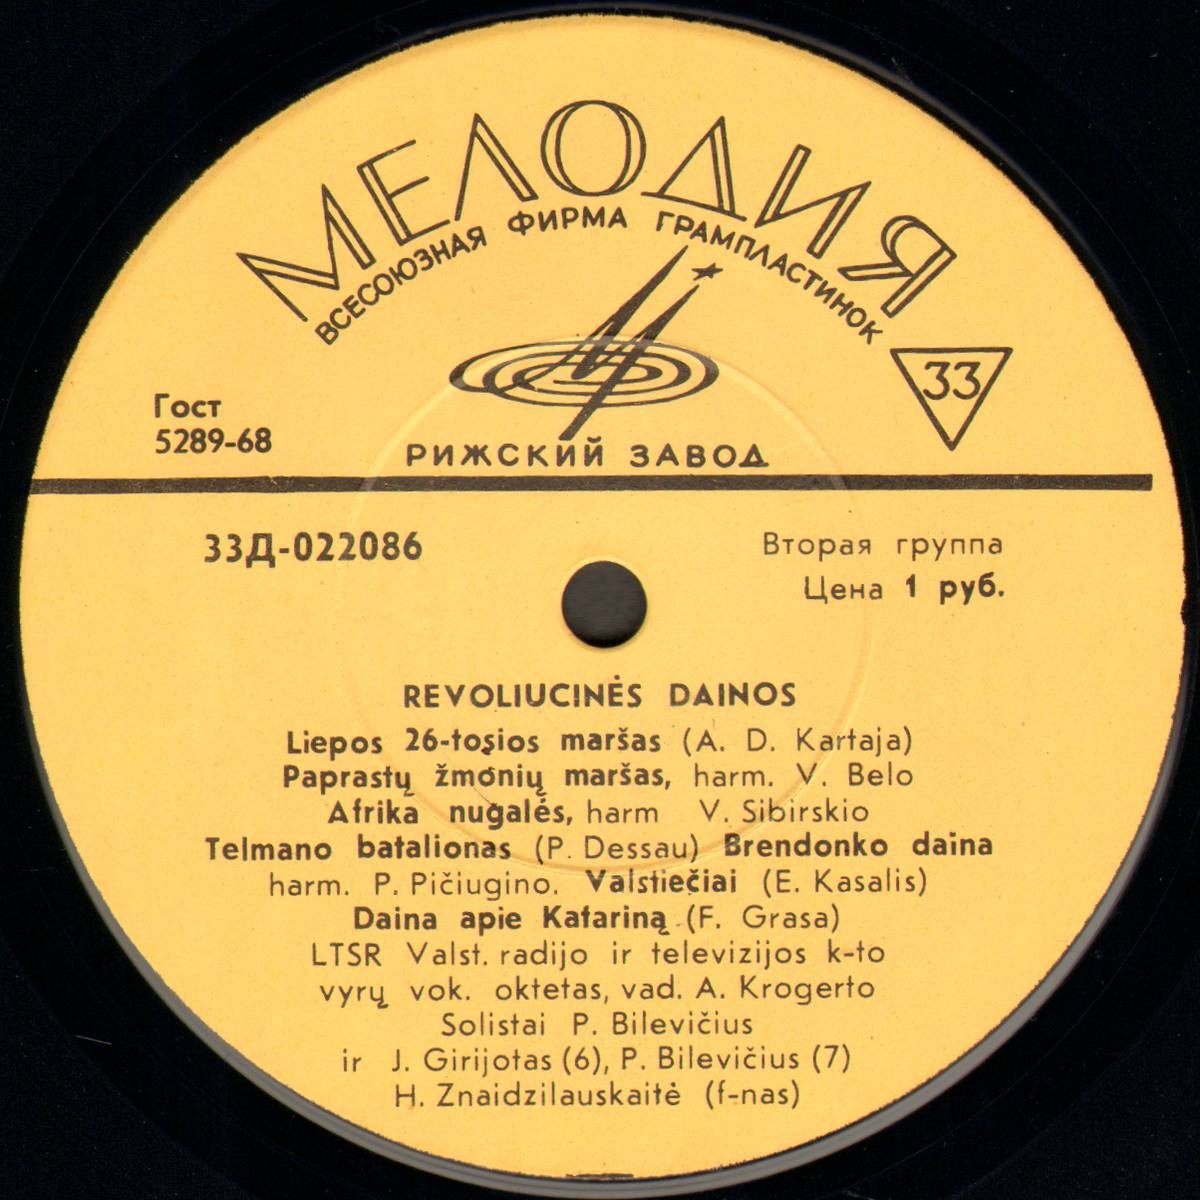 МЕЛОДИЯ
ВСЕСОЮЗНАЯ ФИРМА ГРАМПЛАСТИНОК
33
Гост
5289-68
РИЖСКИЙ ЗАВОД
33Д-022086
Вторая группа
Цена 1 руб.
REVOLIUCINĖS DAINOS
Liepos 26-tosios maršas (A. D. Kartaja)
Paprastų žmonių maršas, harm. V. Belo
Afrika nugalės, harm V. Sibirskio
Telmano batalionas (P. Dessau) Brendonko daina
harm. P. Pičiugino. Valstiečiai (E. Kasalis)
Daina apie Katariną (F. Grasa)
LTSR Valst. radijo ir televizijos k-to
vyrų vok. oktetas, vad. A. Krogerto
Solistai P. Bilevičius
ir J. Girijotas (6), P. Bilevičius (7)
H. Znaidzilauskaitė (f-nas)